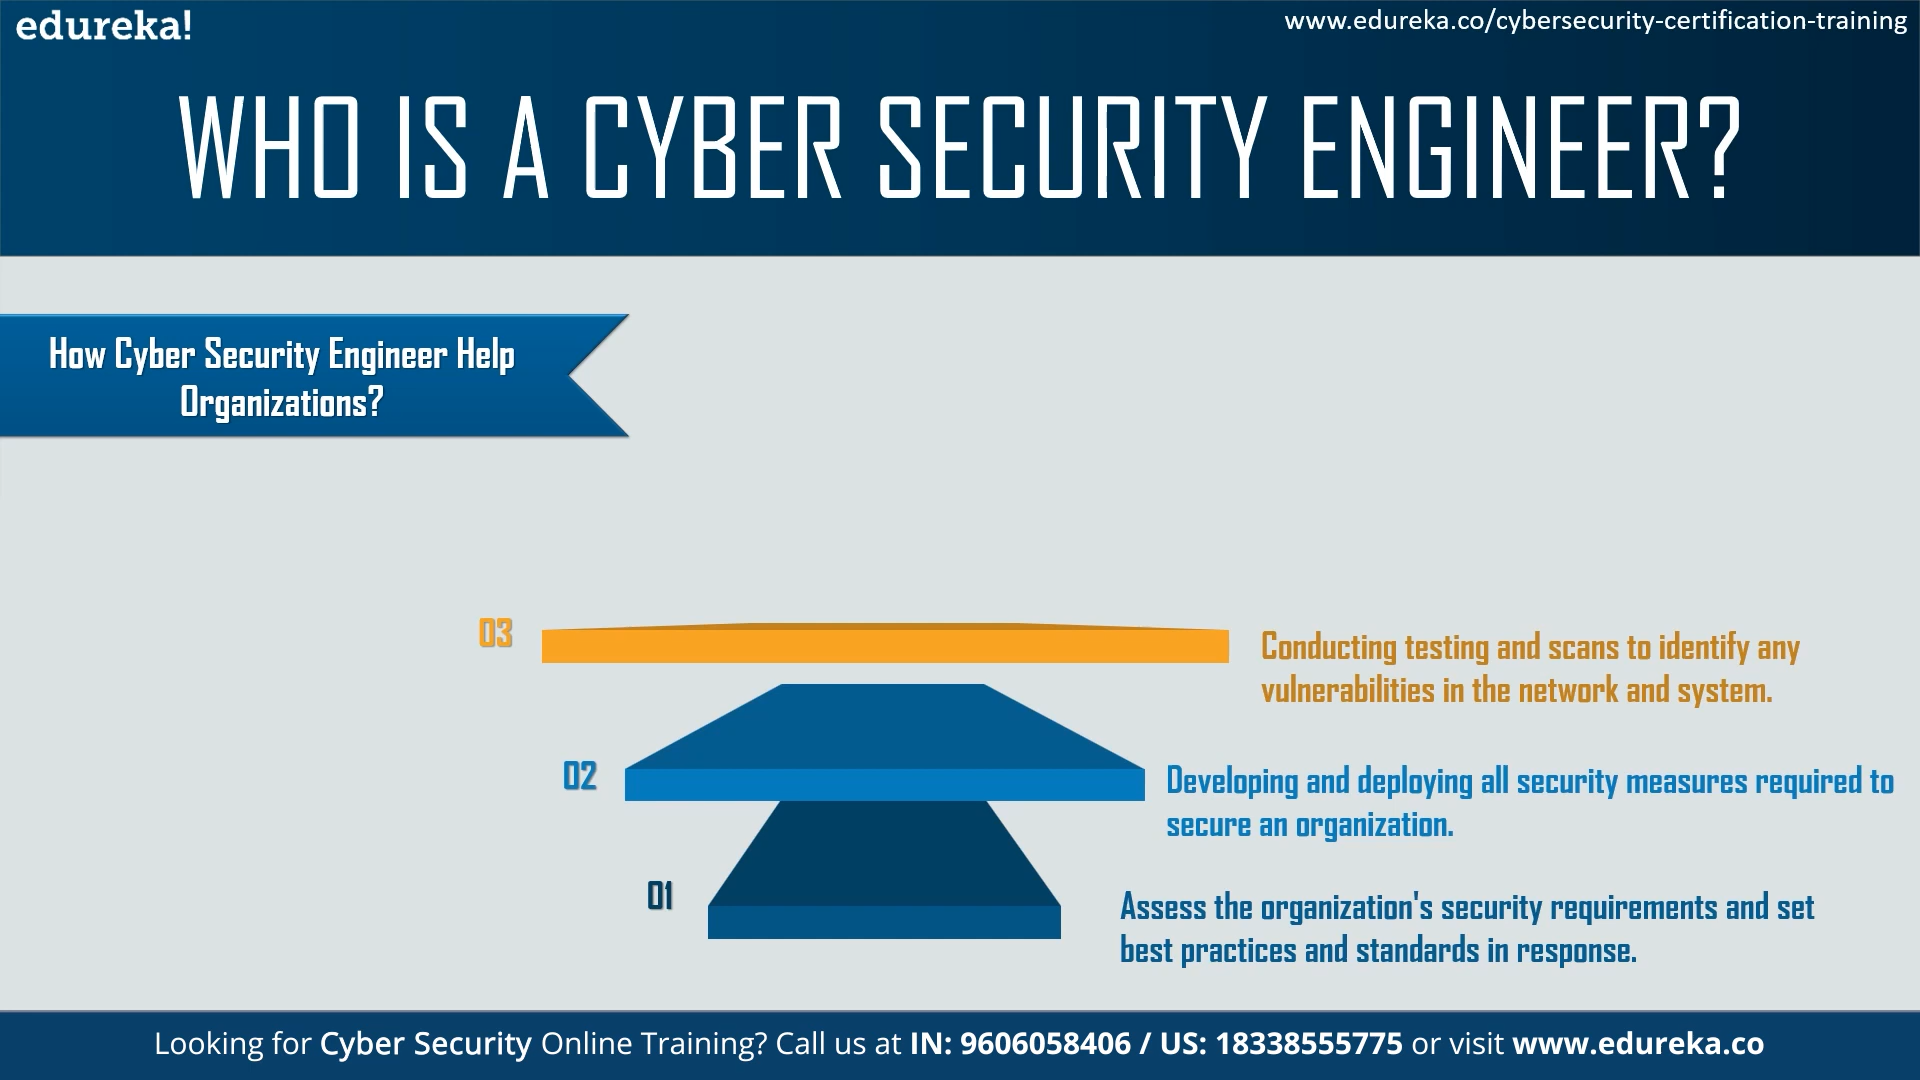 edureka!
www.edureka.co/cybersecurity-certification-training
WHO IS A CYBER SECURITY ENGINEER?
How Cyber Security Engineer Help
Organizations?
03
Conducting testing and scans to identify any
vulnerabilities in the network and system.
02
Developing and deploying all security measures required to
secure an organization.
01
Assess the organization's security requirements and set
best practices and standards in response.
Looking for Cyber Security Online Training? Call us at IN: 9606058406 / US: 18338555775 or visit www.edureka.co